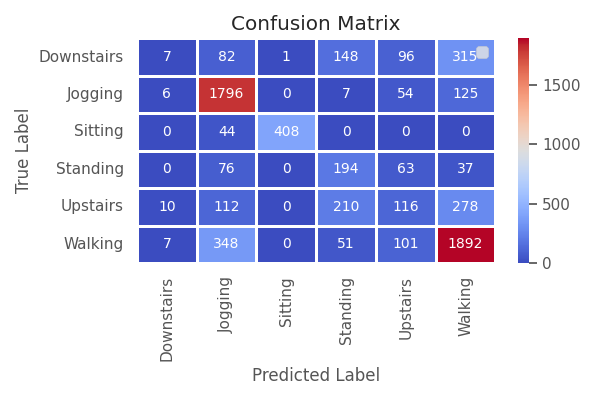 Confusion Matrix
True Label
Downstairs 7 82 1 148 96 315
Jogging 6 1796 0 7 54 125
Sitting 0 44 408 0 0 0
Standing 0 76 0 194 63 37
Upstairs 10 112 0 210 116 278
Walking 7 348 0 51 101 1892
Downstairs Jogging Sitting Standing Upstairs Walking
Predicted Label
1500
1000
500
0